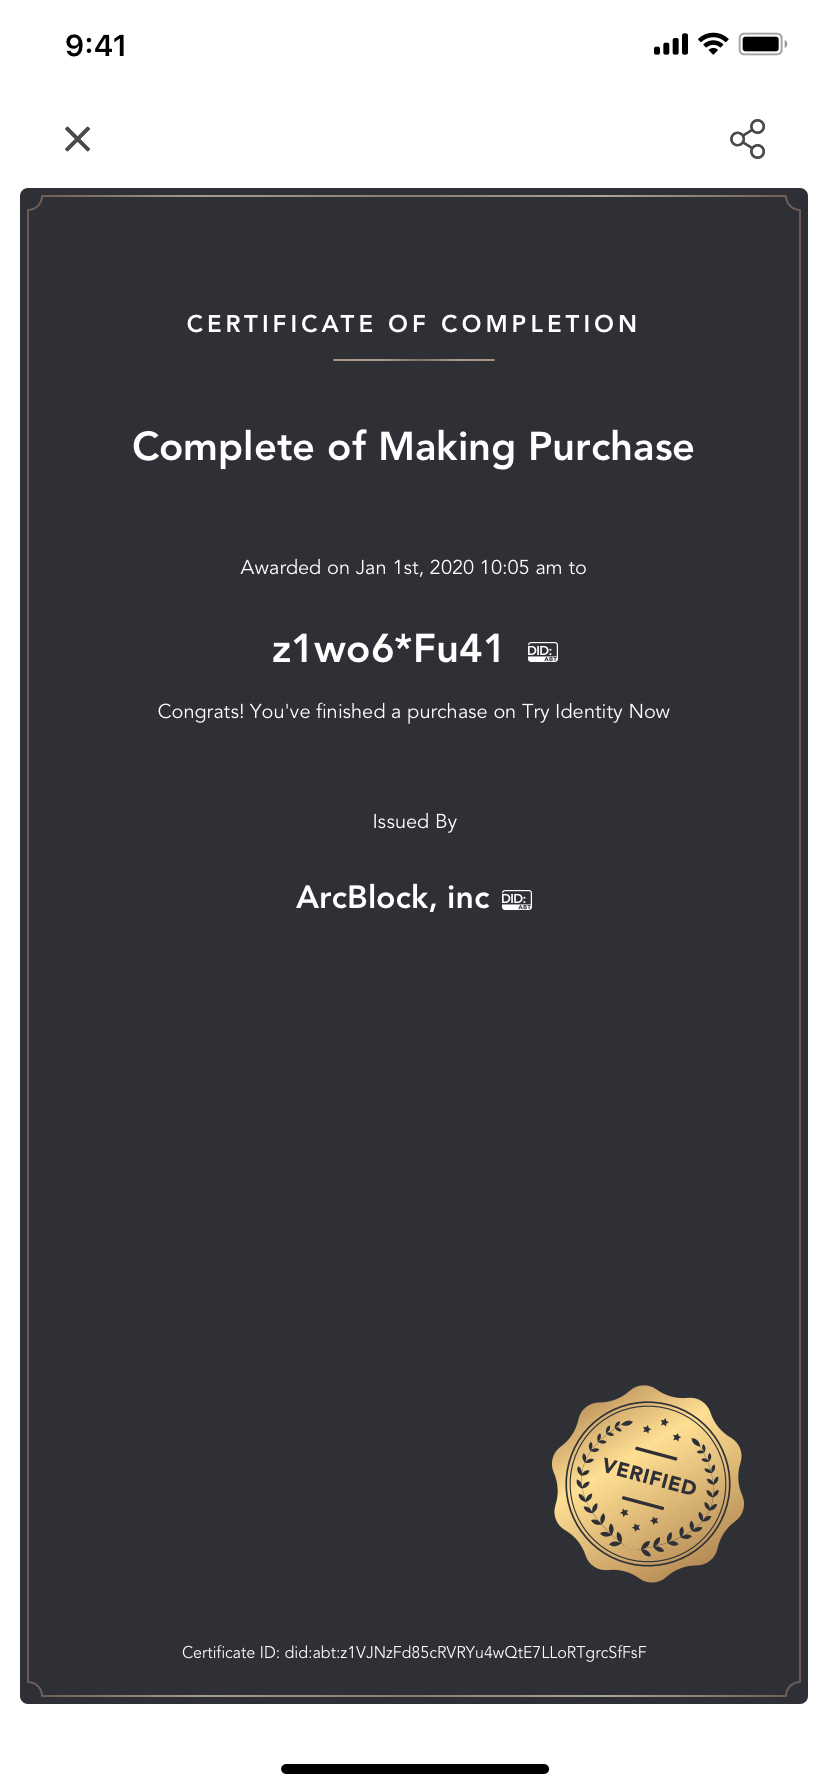 9:41
CERTIFICATE OF COMPLETION
Complete of Making Purchase
Awarded on Jan 1st, 2020 10:05 am to
z1wo6*Fu41 DID:
ABT
Congrats! You've finished a purchase on Try Identity Now
Issued By
ArcBlock, inc DID:
ABT
VERIFIED
Certificate ID: did:abt:z1VJNzFd85cRVRYu4wQtE7LLoRTgrcSfFsF